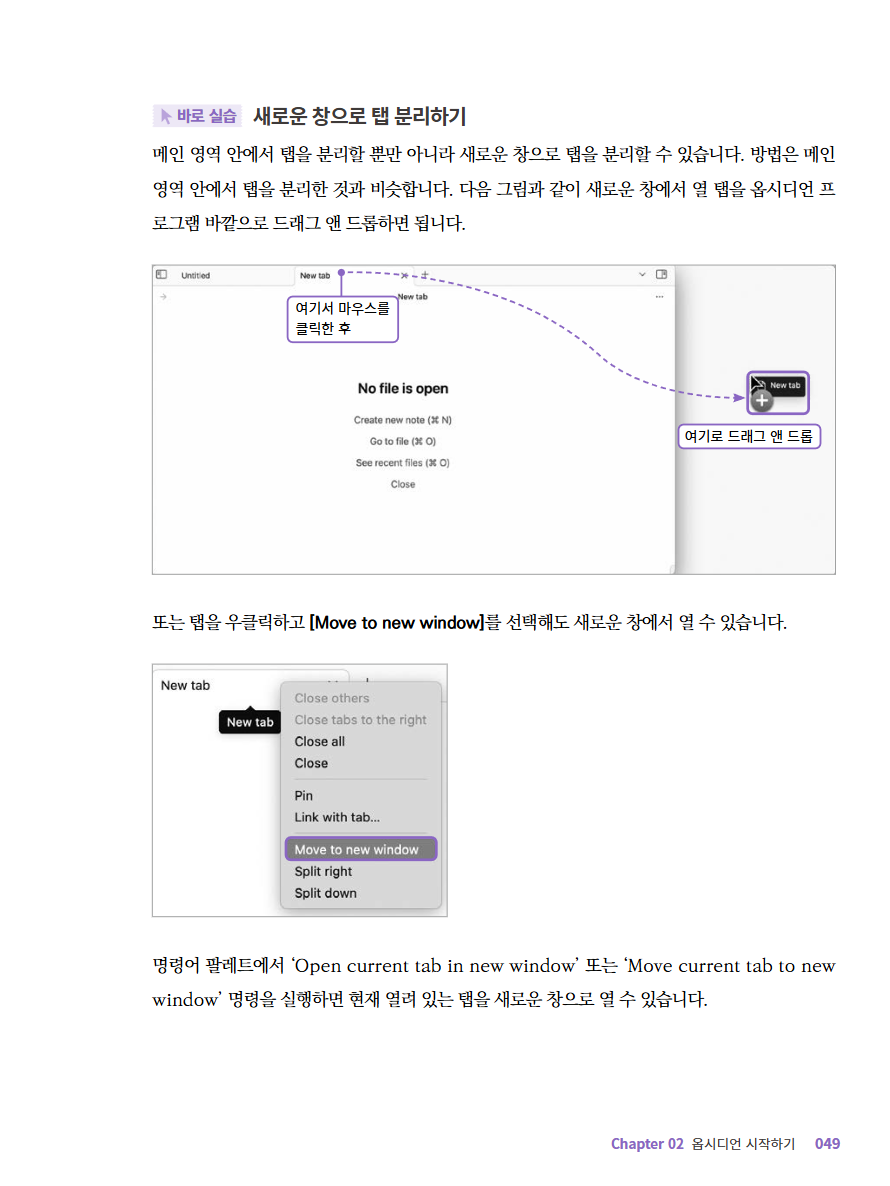 바로 실습 새로운 창으로 탭 분리하기
메인 영역 안에서 탭을 분리할 뿐만 아니라 새로운 창으로 탭을 분리할 수 있습니다. 방법은 메인
영역 안에서 탭을 분리한 것과 비슷합니다. 다음 그림과 같이 새로운 창에서 열 탭을 옵시디언 프
로그램 바깥으로 드래그 앤 드롭하면 됩니다.
Untitled New tab
New tab
여기서 마우스를
클릭한 후
No file is open
Create new note (⌘ N)
Go to file (⌘ O)
See recent files (⌘ O)
Close
New tab
여기로 드래그 앤 드롭
또는 탭을 우클릭하고 [Move to new window]를 선택해도 새로운 창에서 열 수 있습니다.
New tab
New tab
Close others
Close tabs to the right
Close all
Close
Pin
Link with tab...
Move to new window
Split right
Split down
명령어 팔레트에서 ‘Open current tab in new window’ 또는 ‘Move current tab to new
window’ 명령을 실행하면 현재 열려 있는 탭을 새로운 창으로 열 수 있습니다.
Chapter 02 옵시디언 시작하기 049